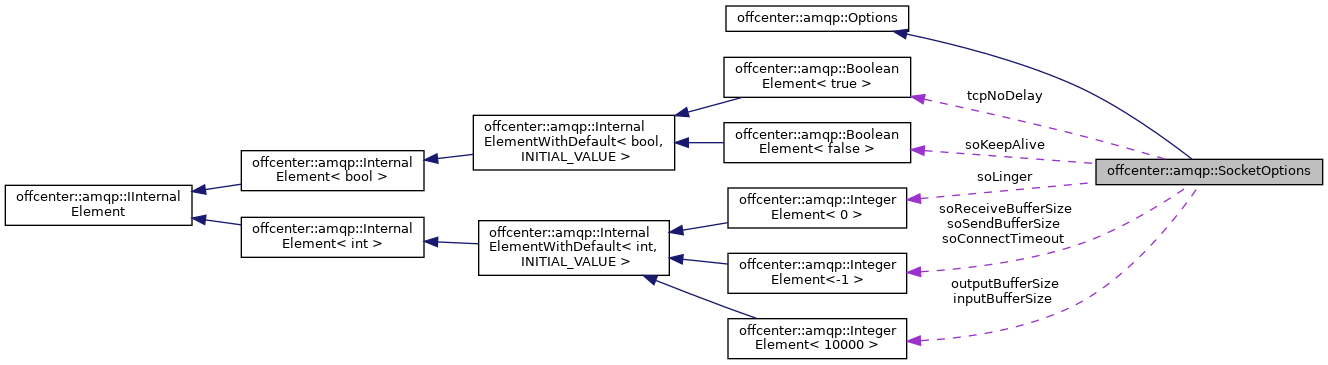 offcenter::amqp::Options
offcenter::amqp::Boolean
Element< true >
tcpNoDelay
offcenter::amqp::Internal
ElementWithDefault< bool,
INITIAL_VALUE >
offcenter::amqp::Boolean
Element< false >
soKeepAlive
offcenter::amqp::Internal
Element< bool >
offcenter::amqp::SocketOptions
soLinger
offcenter::amqp::IInternal
Element
offcenter::amqp::Integer
Element< 0 >
soReceiveBufferSize
soSendBufferSize
soConnectTimeout
offcenter::amqp::Internal
Element< int >
offcenter::amqp::Internal
ElementWithDefault< int,
INITIAL_VALUE >
offcenter::amqp::Integer
Element<-1 >
outputBufferSize
inputBufferSize
offcenter::amqp::Integer
Element< 10000 >